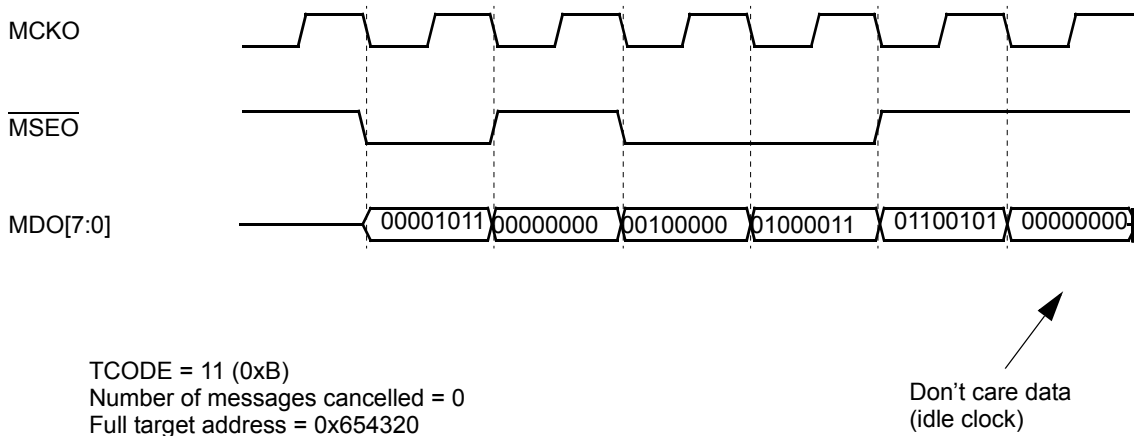 MCKO
MSEO
MDO[7:0]
00001011 00000000 00100000 01000011 01100101 00000000
TCODE = 11 (0xB)
Number of messages cancelled = 0
Full target address = 0x654320
Don't care data
(idle clock)